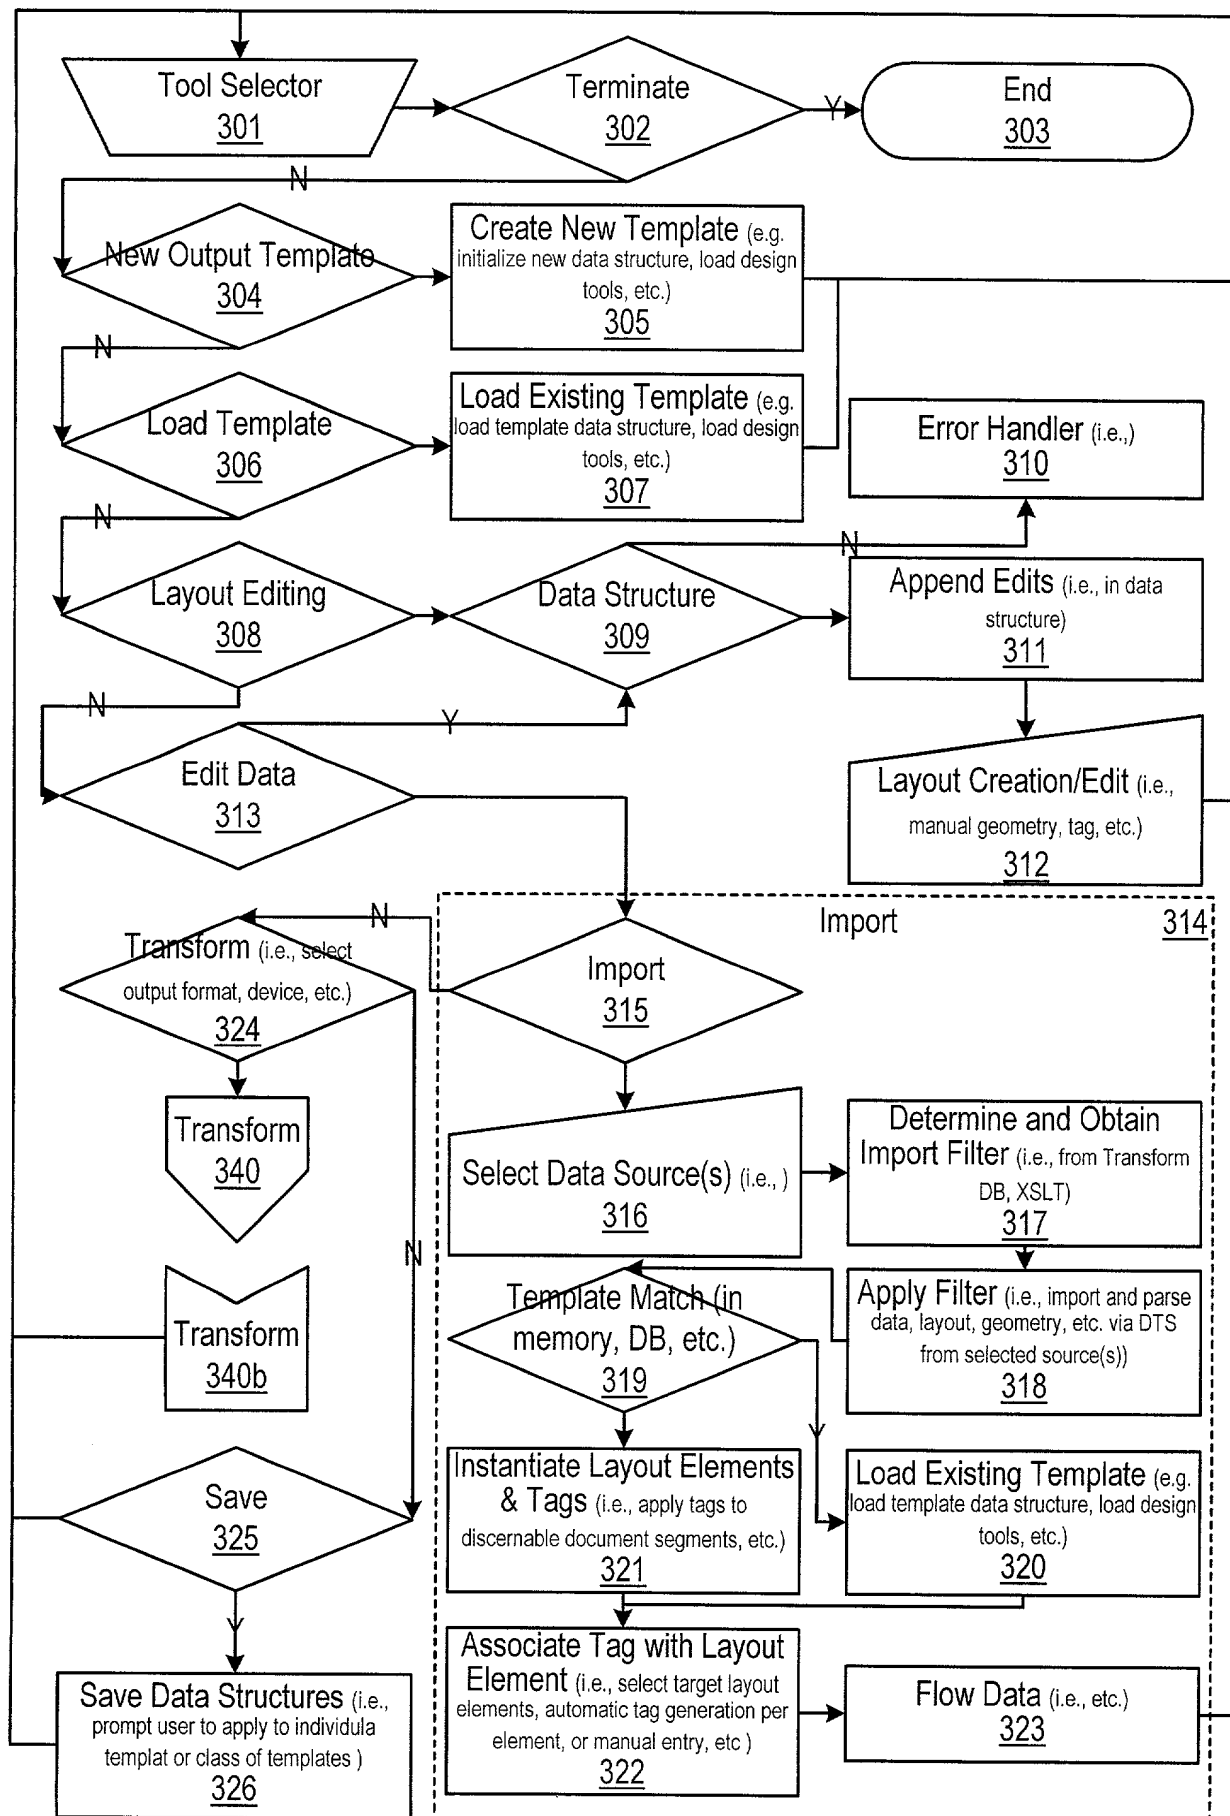 Tool Selector
301
Terminate
302
Y
End
303
N
New Output Template
304
Create New Template (e.g.
initialize new data structure, load design
tools, etc.)
305
N
Load Template
306
Load Existing Template (e.g.
load template data structure, load design
tools, etc.)
307
Error Handler (i.e.,)
310
N
Layout Editing
308
Data Structure
309
N
Append Edits (i.e., in data
structure)
311
N
Y
Edit Data
313
Layout Creation/Edit (i.e.,
manual geometry, tag, etc.)
312
Import
314
N
Transform (i.e., select
output format, device, etc.)
324
Import
315
Transform
340
Select Data Source(s) (i.e., )
316
Determine and Obtain
Import Filter (i.e., from Transform
DB, XSLT)
317
N
Transform
340b
Template Match (in
memory, DB, etc.)
319
Apply Filter (i.e., import and parse
data, layout, geometry, etc. via DTS
from selected source(s))
318
Y
Save
325
Instantiate Layout Elements
& Tags (i.e., apply tags to
discernable document segments, etc.)
321
Load Existing Template (e.g.
load template data structure, load design
tools, etc.)
320
Y
Save Data Structures (i.e.,
prompt user to apply to individula
templat or class of templates )
326
Associate Tag with Layout
Element (i.e., select target layout
elements, automatic tag generation per
element, or manual entry, etc )
322
Flow Data (i.e., etc.)
323